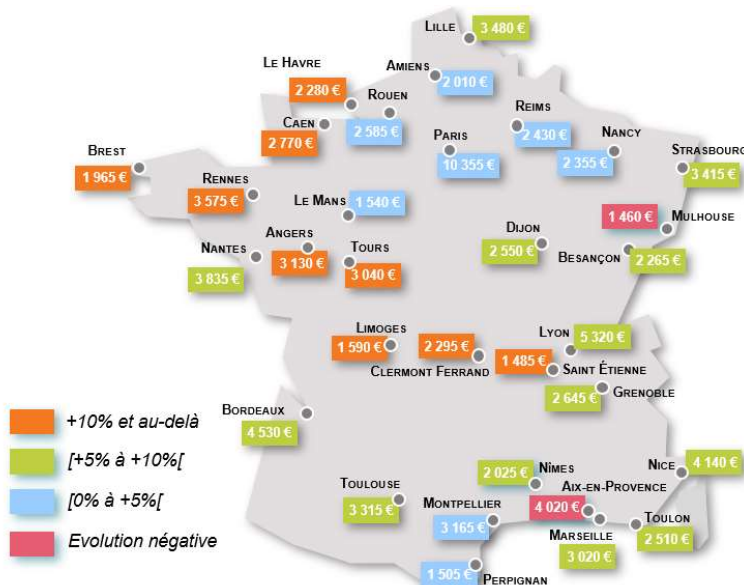 LILLE
3 480 €
LE HAVRE
2 280 €
AMIENS
2 010 €
ROUEN
2 585 €
CAEN
2 770 €
REIMS
2 430 €
PARIS
10 355 €
NANCY
2 355 €
STRASBOURG
3 415 €
BREST
1 965 €
RENNES
3 575 €
LE MANS
1 540 €
1 460 €
MULHOUSE
NANTES
3 835 €
ANGERS
3 130 €
TOURS
3 040 €
DIJON
2 550 €
BESANÇON
2 265 €
LIMOGES
1 590 €
2 295 €
CLERMONT FERRAND
LYON
5 320 €
1 485 €
SAINT ÉTIENNE
2 645 €
GRENOBLE
BORDEAUX
4 530 €
+10% et au-delà
[+5% à +10%[
[0% à +5%[
Evolution négative
TOULOUSE
3 315 €
2 025 €
NÎMES
NICE
4 140 €
AIX-EN-PROVENCE
4 020 €
MONTPELLIER
3 165 €
MARSEILLE
3 020 €
TOULON
2 510 €
1 505 €
PERPIGNAN